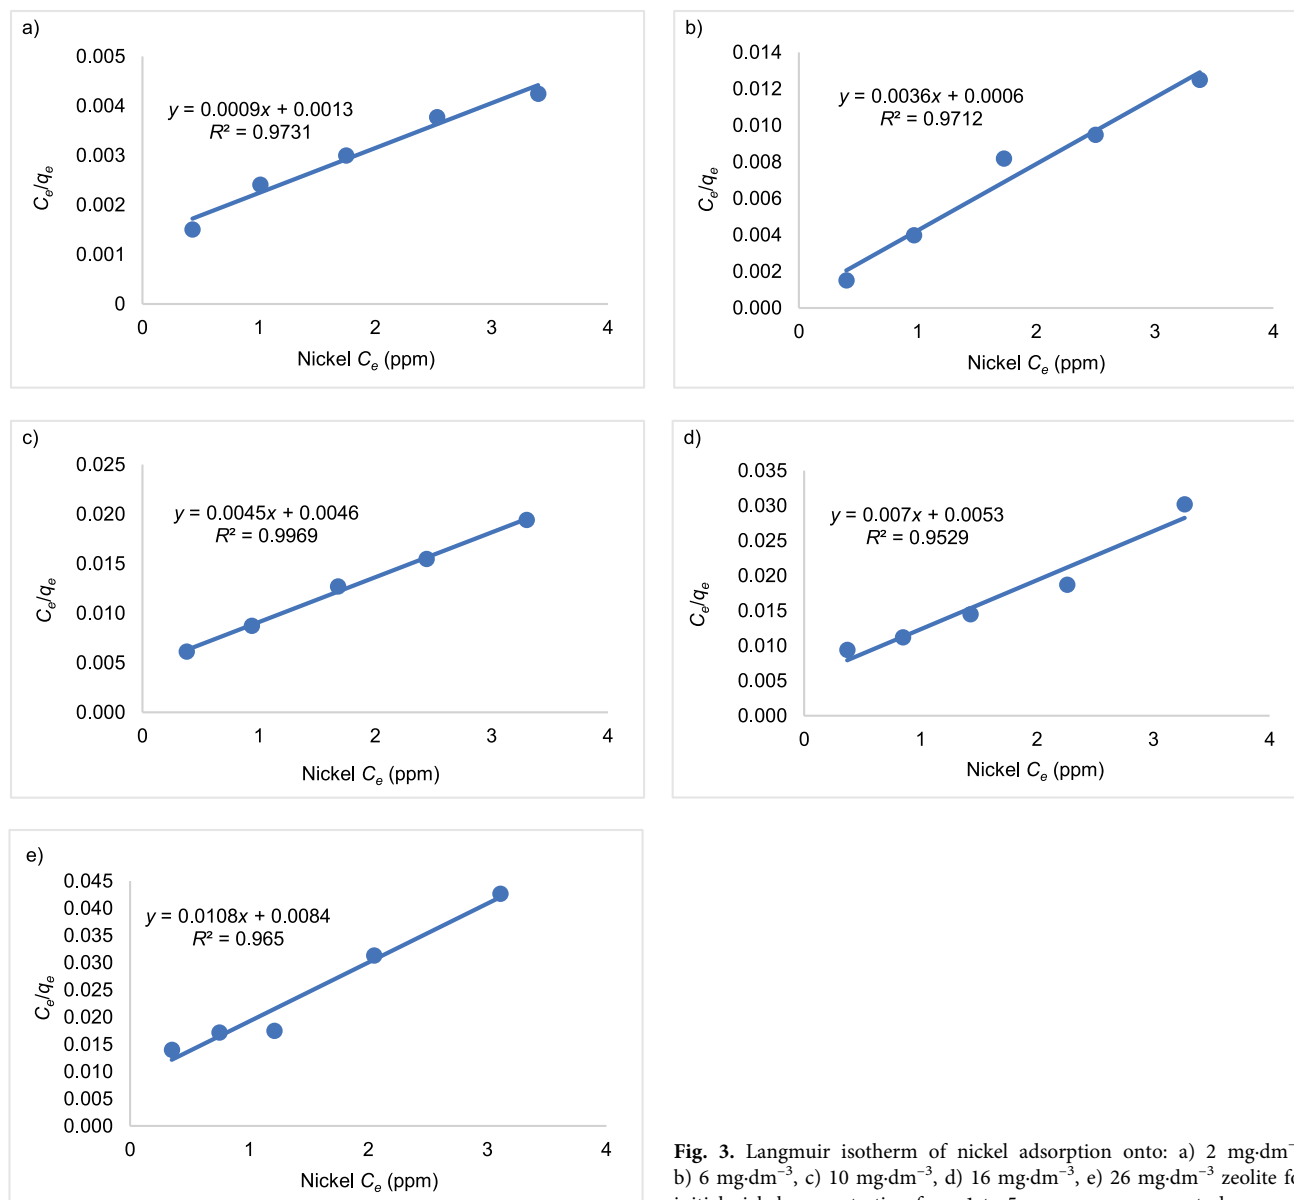 a)
0.005
0.004
0.003
0.002
0.001
0
y = 0.0009x + 0.0013
R² = 0.9731
Ce/qe
0 1 2 3 4
Nickel Ce (ppm)
b)
0.014
0.012
0.010
0.008
0.006
0.004
0.002
0.000
y = 0.0036x + 0.0006
R² = 0.9712
Ce/qe
0 1 2 3 4
Nickel Ce (ppm)
c)
0.025
0.020
0.015
0.010
0.005
0.000
y = 0.0045x + 0.0046
R² = 0.9969
Ce/qe
0 1 2 3 4
Nickel Ce (ppm)
d)
0.035
0.030
0.025
0.020
0.015
0.010
0.005
0.000
y = 0.007x + 0.0053
R² = 0.9529
Ce/qe
0 1 2 3 4
Nickel Ce (ppm)
e)
0.045
0.040
0.035
0.030
0.025
0.020
0.015
0.010
0.005
0.000
y = 0.0108x + 0.0084
R² = 0.965
Ce/qe
0 1 2 3 4
Nickel Ce (ppm)
Fig. 3. Langmuir isotherm of nickel adsorption onto: a) 2 mg·dm⁻
b) 6 mg·dm⁻³, c) 10 mg·dm⁻³, d) 16 mg·dm⁻³, e) 26 mg·dm⁻³ zeolite fo